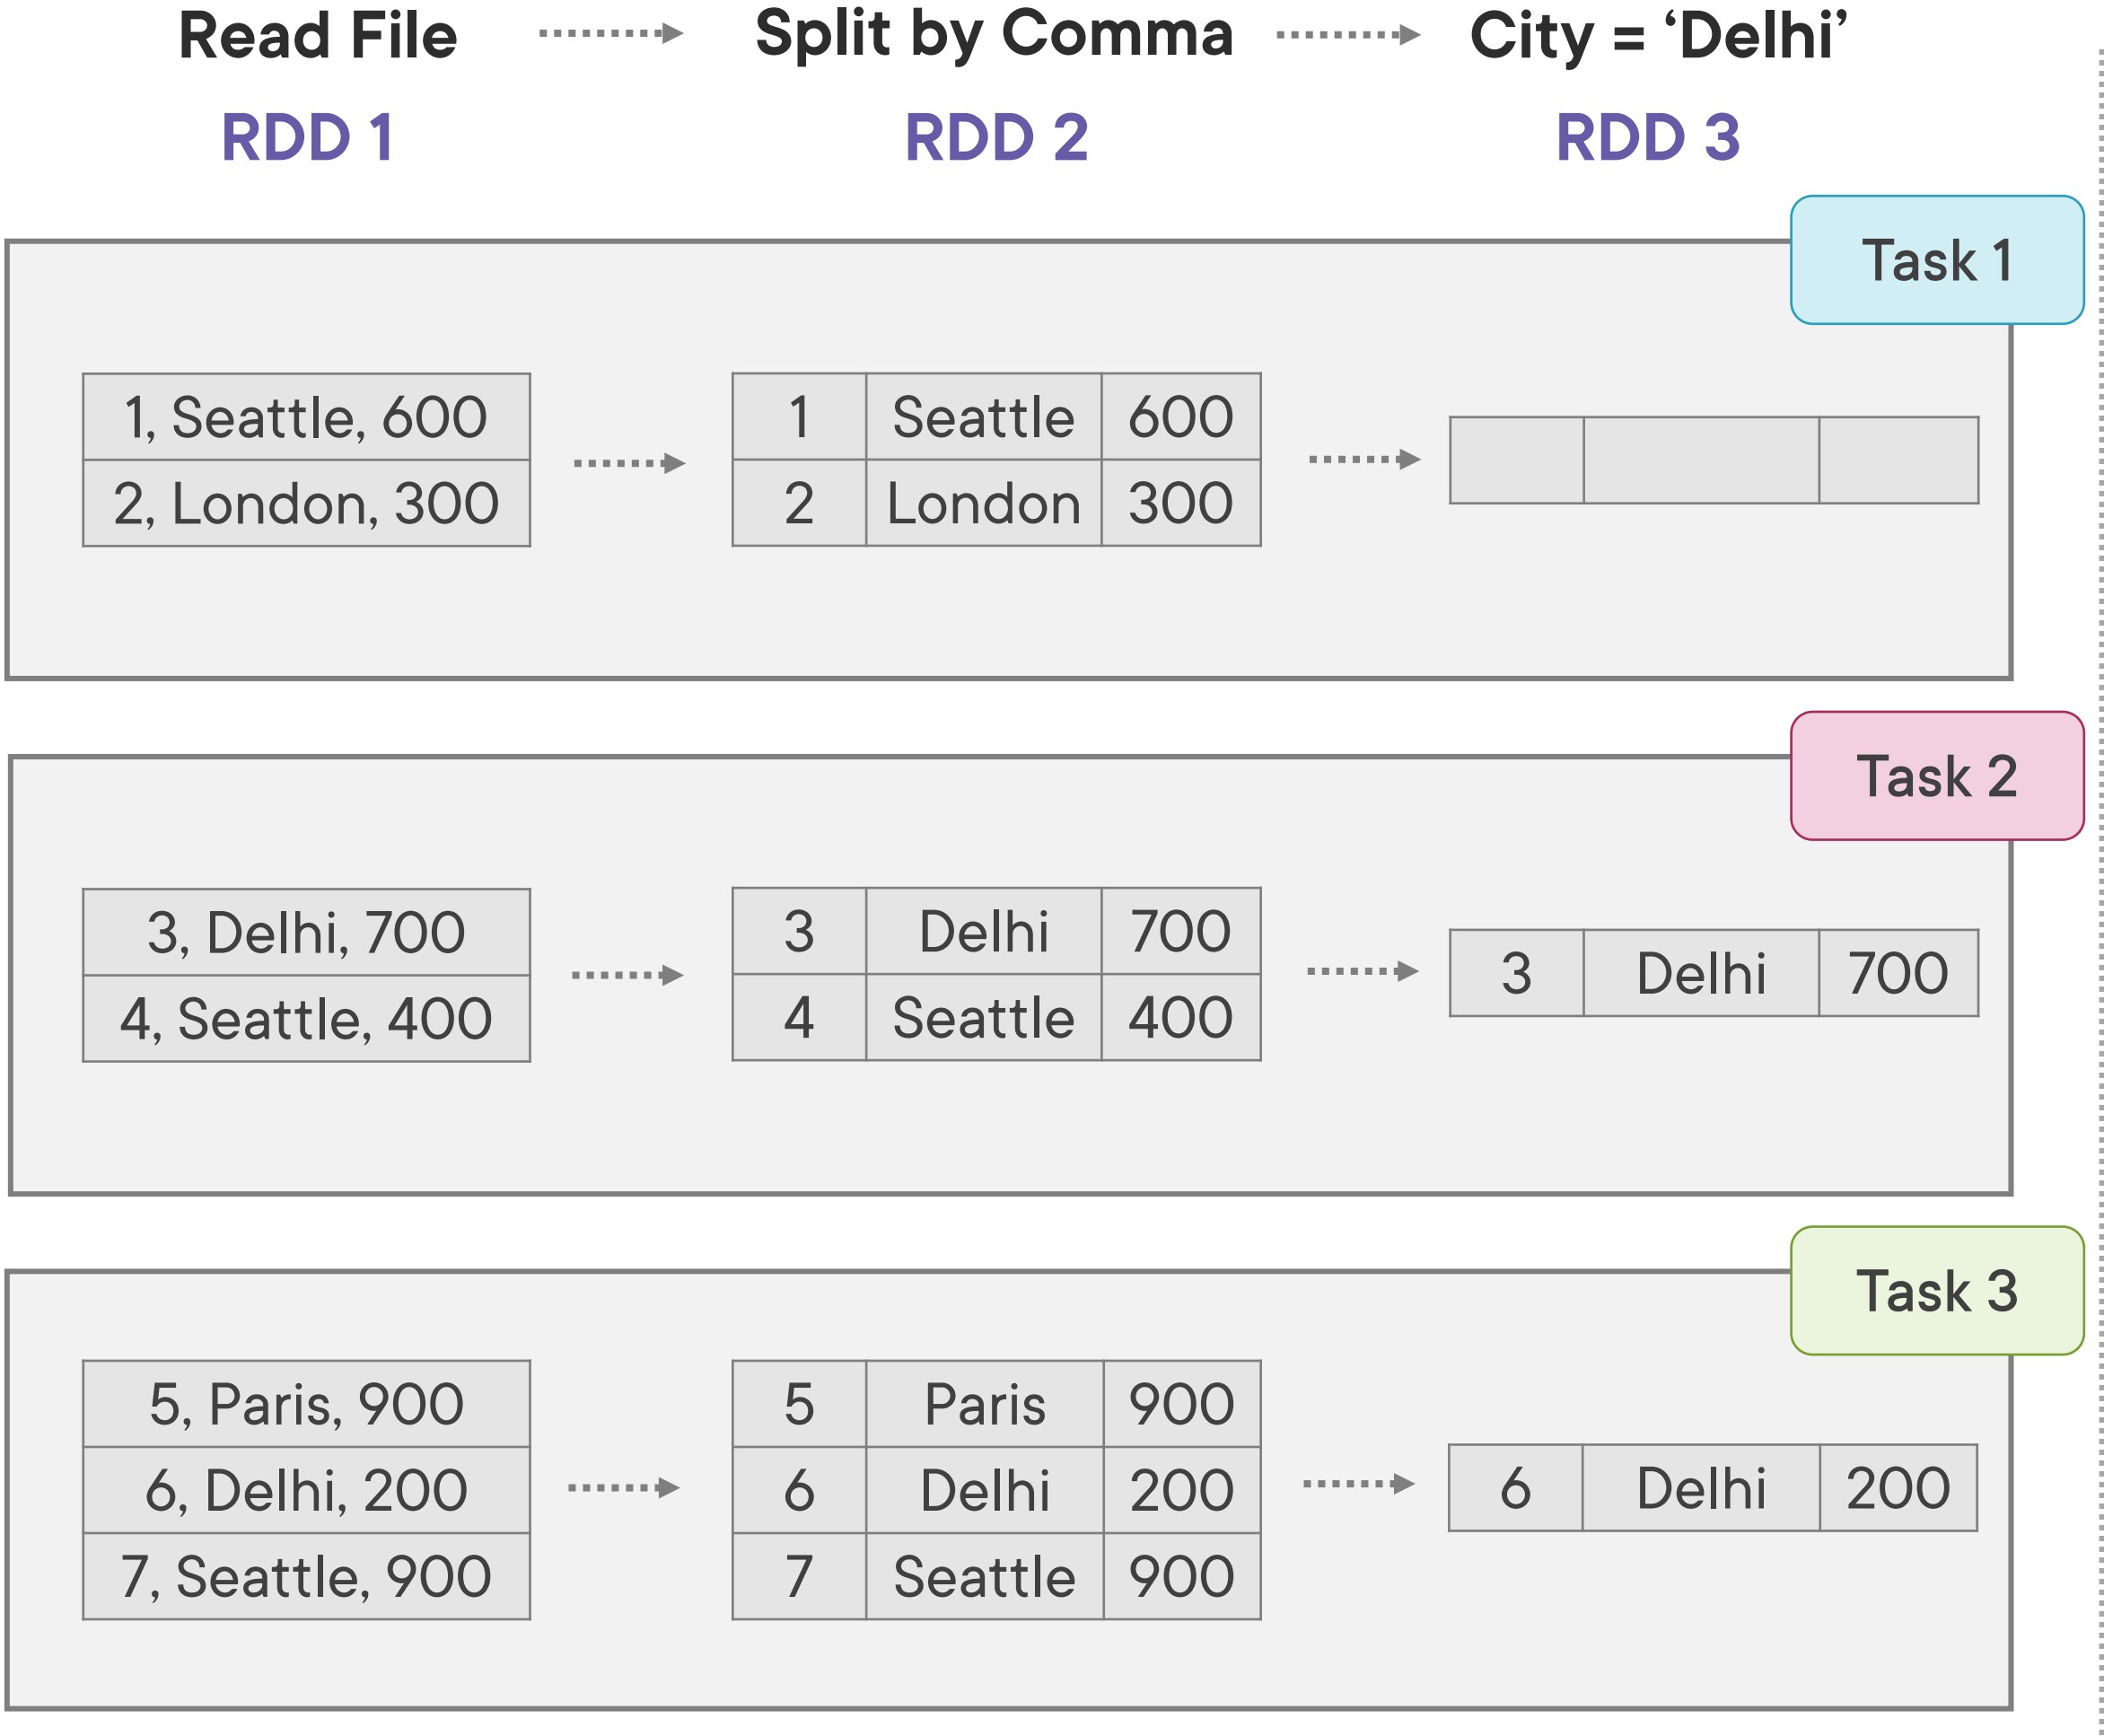 Read File Split by Comma City = ‘Delhi’
RDD 1 RDD 2 RDD 3
Task 1
1, Seattle, 600 1 Seattle 600
2, London, 300 2 London 300
Task 2
3, Delhi, 700 3 Delhi 700 3 Delhi 700
4, Seattle, 400 4 Seattle 400
Task 3
5, Paris, 900 5 Paris 900
6, Delhi, 200 6 Delhi 200 6 Delhi 200
7, Seattle, 900 7 Seattle 900